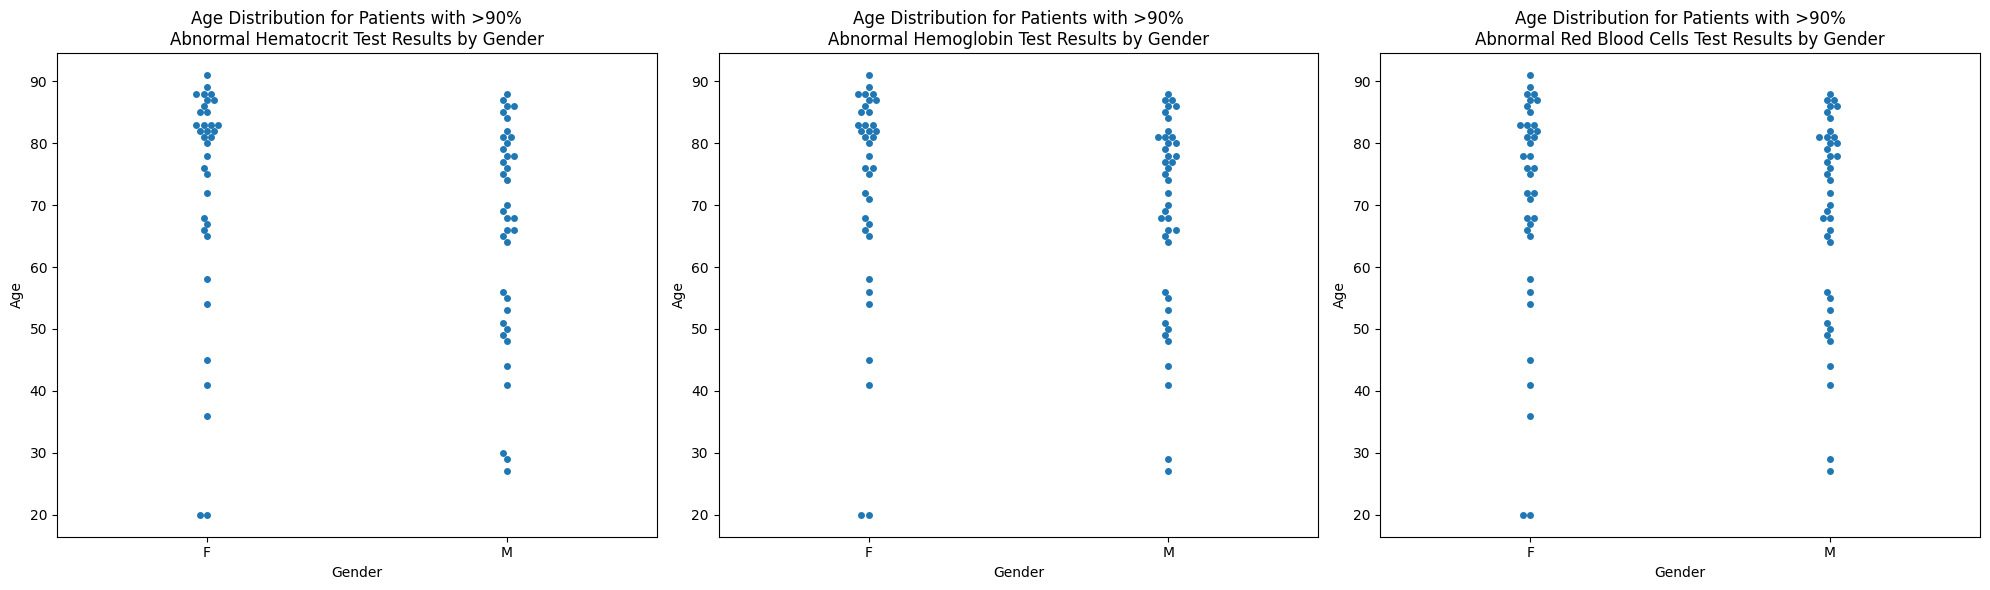 Age Distribution for Patients with >90%
Abnormal Hematocrit Test Results by Gender
90
80
70
60
50
40
30
20
Age
F
M
Gender
Age Distribution for Patients with >90%
Abnormal Hemoglobin Test Results by Gender
90
80
70
60
50
40
30
20
Age
F
M
Gender
Age Distribution for Patients with >90%
Abnormal Red Blood Cells Test Results by Gender
90
80
70
60
50
40
30
20
Age
F
M
Gender